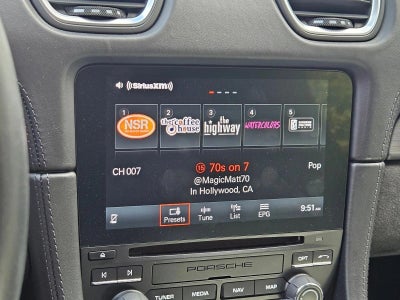 SiriusXM
1 2 3 4 5
NSR the coffee house the highway WATERCOLORS
CH 007
70s on 7
Pop
@MagicMatt70
In Hollywood, CA
Presets Tune List EPG 9:51
PORSCHE
OPT
TUNER MEDIA NAV MAP